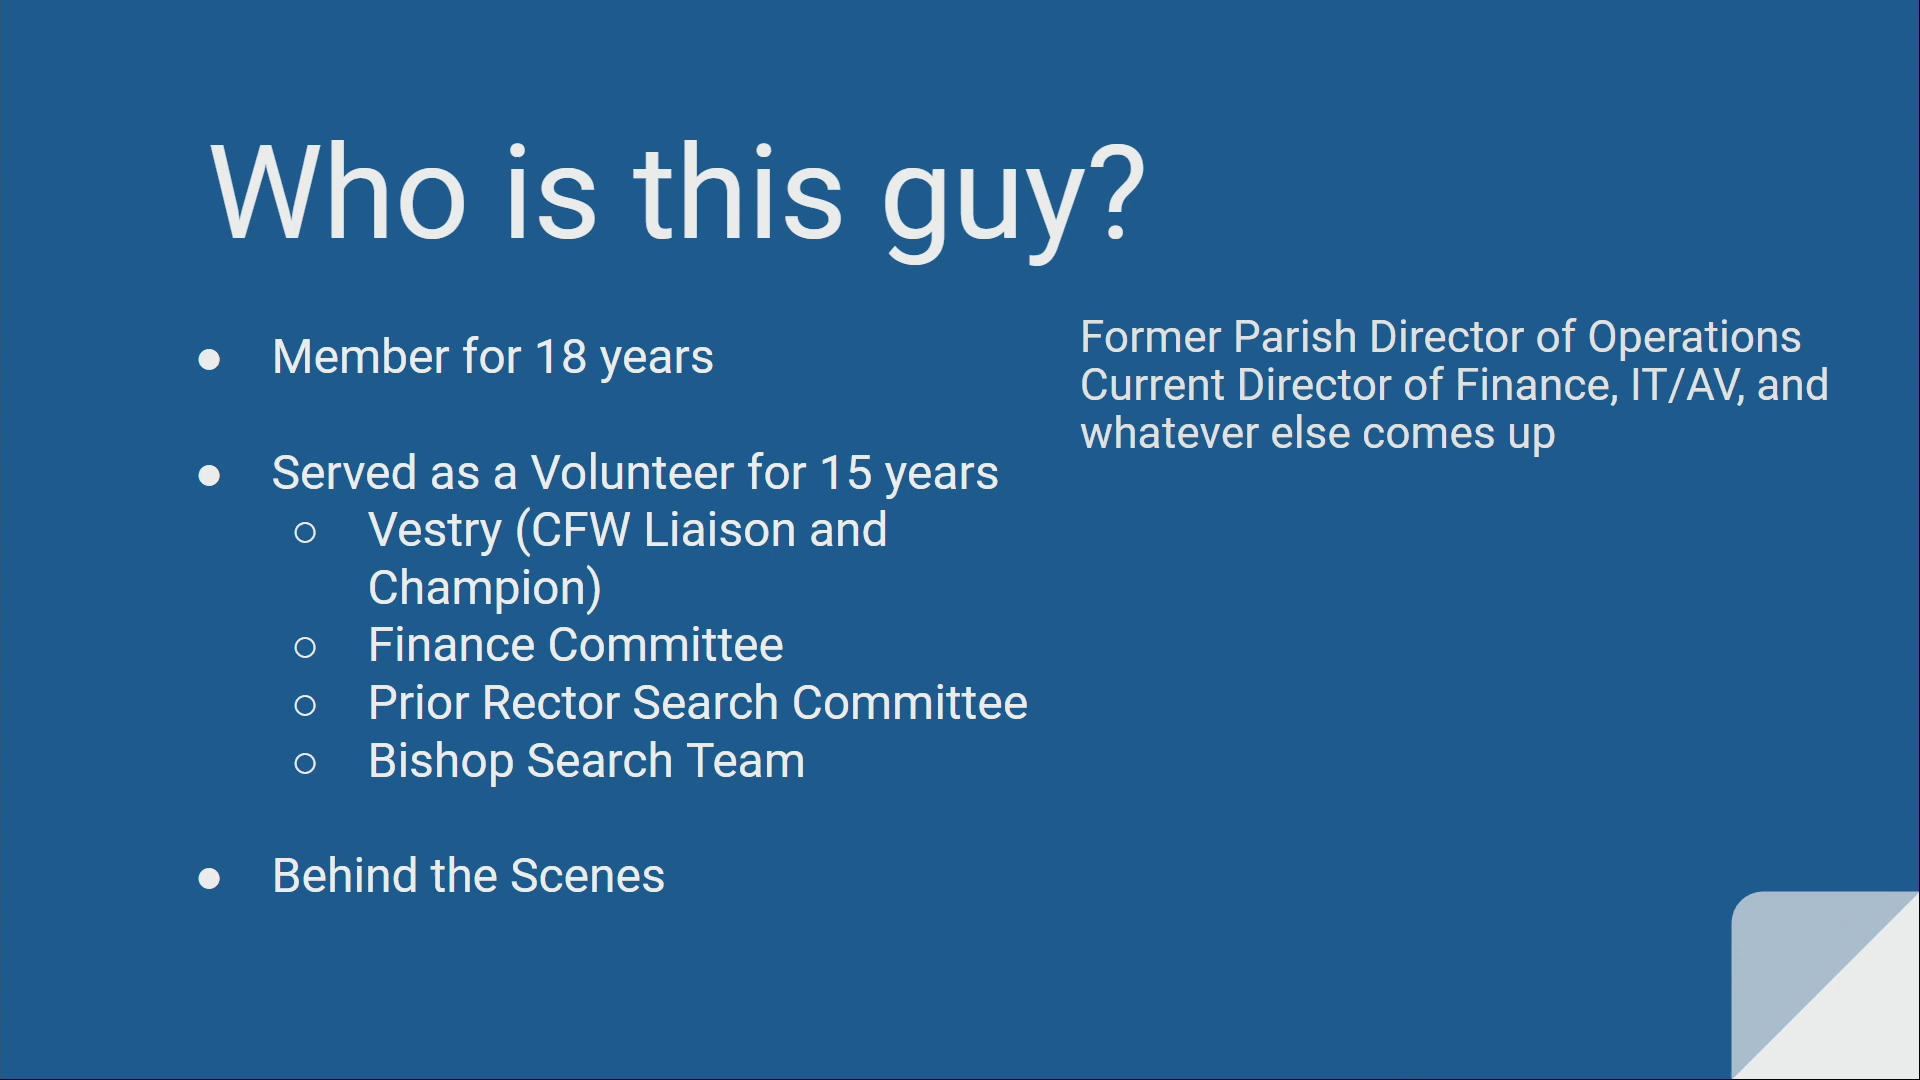 Who is this guy?
● Member for 18 years
● Served as a Volunteer for 15 years
○ Vestry (CFW Liaison and
Champion)
○ Finance Committee
○ Prior Rector Search Committee
○ Bishop Search Team
● Behind the Scenes
Former Parish Director of Operations
Current Director of Finance, IT/AV, and
whatever else comes up